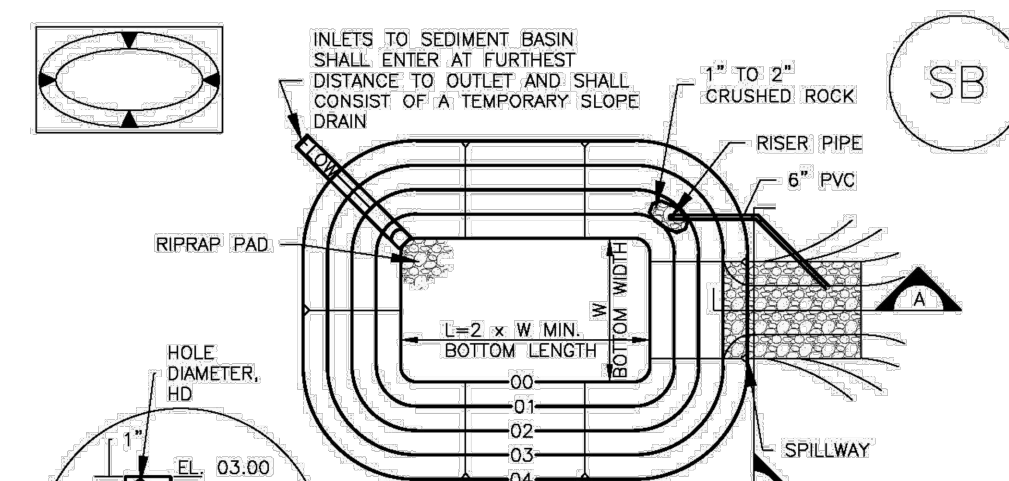 INLETS TO SEDIMENT BASIN
SHALL ENTER AT FURTHEST
DISTANCE TO OUTLET AND SHALL
CONSIST OF A TEMPORARY SLOPE
DRAIN
1" TO 2"
CRUSHED ROCK
SB
RISER PIPE
6" PVC
FLOW
RIPRAP PAD
W
BOTTOM WIDTH
A
L=2 x W MIN.
BOTTOM LENGTH
HOLE
DIAMETER,
HD
00
01
02
03
04
1"
EL. 03.00
SPILLWAY